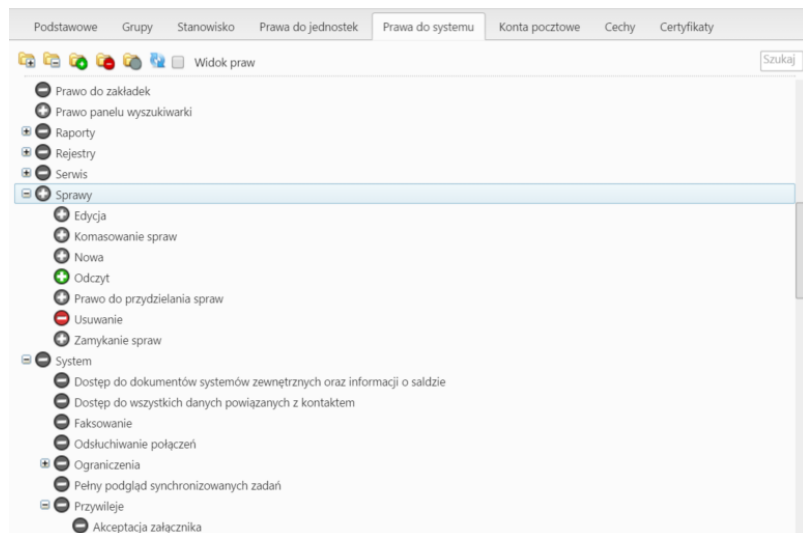 Podstawowe Grupy Stanowisko Prawa do jednostek Prawa do systemu Konta pocztowe Cechy Certyfikaty
Widok praw Szukaj
Prawo do zakładek
Prawo panelu wyszukiwarki
Raporty
Rejestry
Serwis
Sprawy
Edycja
Komasowanie spraw
Nowa
Odczyt
Prawo do przydzielania spraw
Usuwanie
Zamykanie spraw
System
Dostęp do dokumentów systemów zewnętrznych oraz informacji o saldzie
Dostęp do wszystkich danych powiązanych z kontaktem
Faksowanie
Odsłuchiwanie połączeń
Ograniczenia
Pełny podgląd synchronizowanych zadań
Przywileje
Akceptacja załącznika